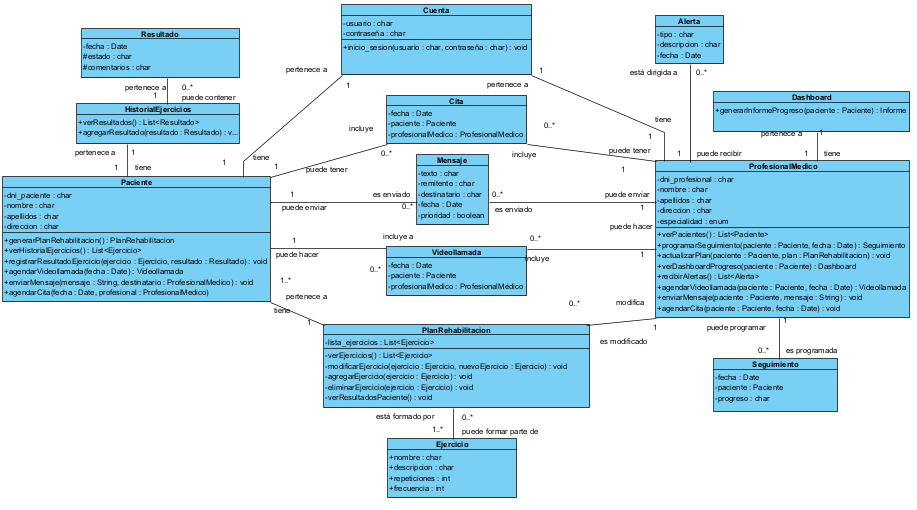 Cuenta
-usuario : char
-contraseña : char
+inicio_sesion(usuario : char, contraseña : char) : void
Alerta
-tipo : char
-descripcion : char
-fecha : Date
Resultado
-fecha : Date
#estado : char
#comentarios : char
pertenece a
1
pertenece a
1
está dirigida a
0..*
pertenece a
1
0..*
puede contener
HistorialEjercicios
+verResultados() : List<Resultado>
+agregarResultado(resultado : Resultado) : v...
Cita
-fecha : Date
-paciente : Paciente
-profesionalMedico : ProfesionalMedico
Dashboard
+generarInformeProgreso(paciente : Paciente) : Informe
incluye
0..*
tiene
pertenece a
1
pertenece a
1
1
tiene
1
tiene
1
puede tener
0..*
incluye
puede tener
1
1
puede recibir
1
tiene
Paciente
-dni_paciente : char
-nombre : char
-apellidos : char
-direccion : char
+generarPlanRehabilitacion() : PlanRehabilitacion
+verHistorialEjercicios() : List<Ejercicio>
+registrarResultadoEjercicio(ejercicio : Ejercicio, resultado : Resultado) : void
+agendarVideollamada(fecha : Date) : Videollamada
+enviarMensaje(mensaje : String, destinatario : ProfesionalMedico) : void
+agendarCita(fecha : Date, profesional : ProfesionalMedico)
Mensaje
-texto : char
-remitente : char
-destinatario : char
-fecha : Date
-prioridad : boolean
ProfesionalMedico
-dni_profesional : char
-nombre : char
-apellidos : char
-direccion : char
-especialidad : enum
+verPacientes() : List<Paciente>
+programarSeguimiento(paciente : Paciente, fecha : Date) : Seguimiento
+actualizarPlan(paciente : Paciente, plan : PlanRehabilitacion) : void
+verDashboardProgreso(paciente : Paciente) : Dashboard
+recibirAlertas() : List<Alerta>
+agendarVideollamada(paciente : Paciente, fecha : Date) : Videollamada
+enviarMensaje(paciente : Paciente, mensaje : String) : void
+agendarCita(paciente : Paciente, fecha : Date) : void
1
puede enviar
es enviado
0..*
0..*
es enviado
puede enviar
1
1
puede hacer
incluye a
0..*
0..*
incluye
puede hacer
1
Videollamada
-fecha : Date
-paciente : Paciente
-profesionalMedico : ProfesionalMédico
1..*
pertenece a
tiene
1
0..*
modifica
es modificado
1
PlanRehabilitacion
-lista_ejercicios : List<Ejercicio>
-verEjercicios() : List<Ejercicio>
-modificarEjercicio(ejercicio : Ejercicio, nuevoEjercicio : Ejercicio) : void
-agregarEjercicio(ejercicio : Ejercicio) : void
-eliminarEjercicio(ejercicio : Ejercicio) : void
-verResultadosPaciente() : void
puede programar
1
0..*
es programada
Seguimiento
-fecha : Date
-paciente : Paciente
-progreso : char
está formado por
0..*
1..*
puede formar parte de
Ejercicio
+nombre : char
+descripcion : char
+repeticiones : int
+frecuencia : int